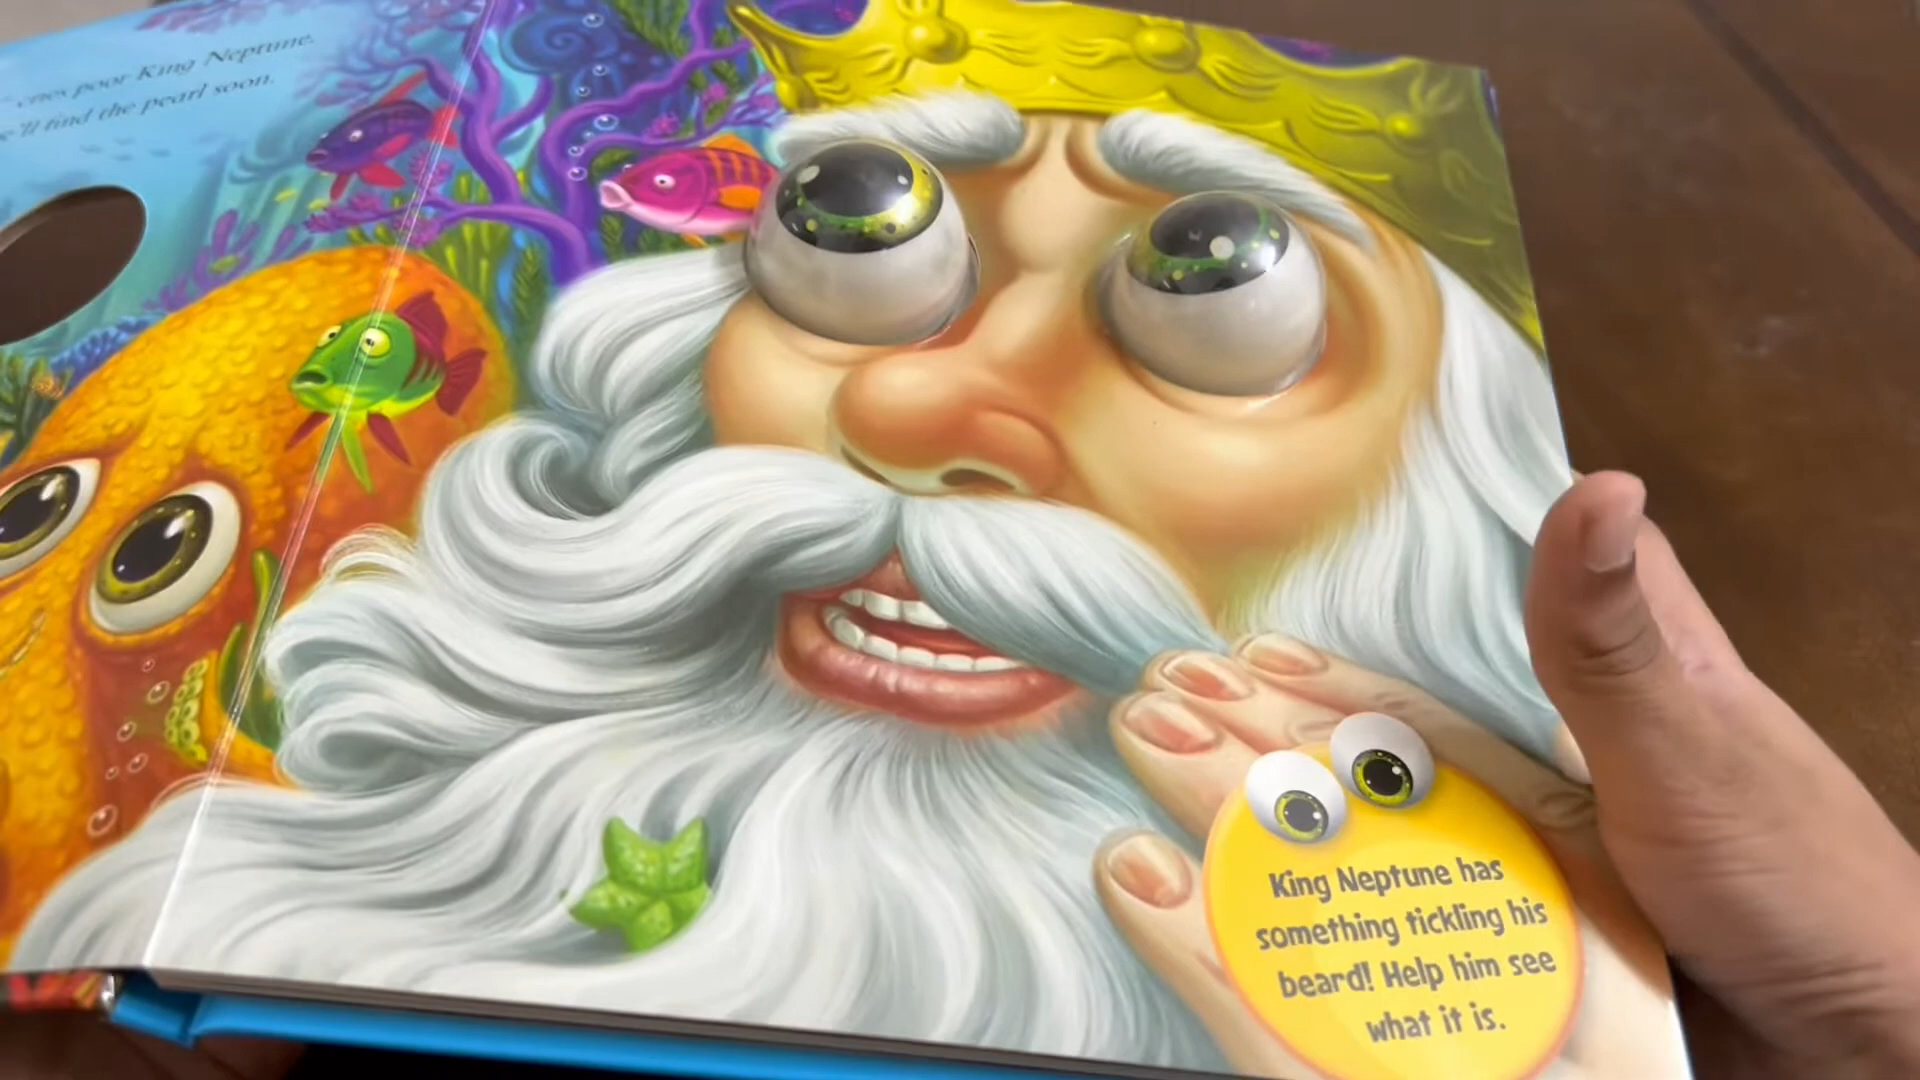 cries poor King Neptune.
'll find the pearl soon.
King Neptune has
something tickling his
beard! Help him see
what it is.